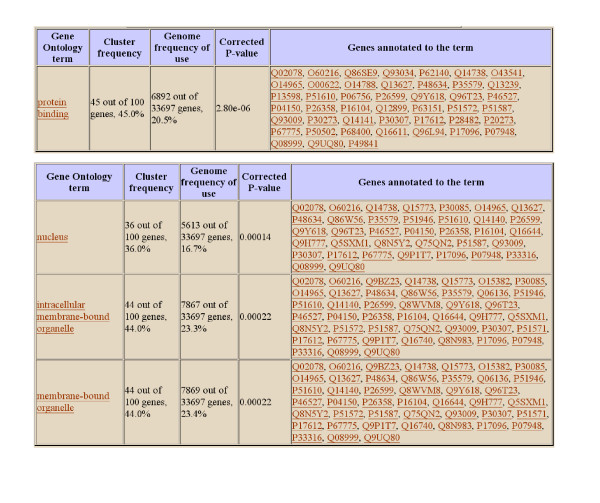 Gene Ontology term
Cluster frequency
Genome frequency of use
Corrected P-value
Genes annotated to the term
protein binding
45 out of 100 genes, 45.0%
6892 out of 33697 genes, 20.5%
2.80e-06
Q02078, O60216, Q86SE9, Q93034, P62140, Q14738, O43541,
O14965, O00622, O14788, Q13627, P48634, P35579, Q13239,
P13598, P51610, P06756, P26599, Q9Y618, Q96T23, P46527,
P04150, P26358, P16104, Q12899, P63151, P51572, P51587,
Q93009, P30273, Q14141, P30307, P17612, P28482, P20273,
P67775, P50502, P68400, Q16611, Q96L94, P17096, P07948,
Q08999, Q9UQ80, P49841
Gene Ontology term
Cluster frequency
Genome frequency of use
Corrected P-value
Genes annotated to the term
nucleus
36 out of 100 genes, 36.0%
5613 out of 33697 genes, 16.7%
0.00014
Q02078, O60216, Q14738, Q15773, P30085, O14965, Q13627,
P48634, Q86W56, P35579, P51946, P51610, Q14140, P26599,
Q9Y618, Q96T23, P46527, P04150, P26358, P16104, Q16644,
Q9H777, Q5SXM1, Q8N5Y2, Q75QN2, P51587, Q93009,
P30307, P17612, P67775, Q9P1T7, P17096, P07948, P33316,
Q08999, Q9UQ80
intracellular membrane-bound organelle
44 out of 100 genes, 44.0%
7867 out of 33697 genes, 23.3%
0.00022
Q02078, O60216, Q9BZ23, Q14738, Q15773, O15382, P30085,
O14965, Q13627, P48634, Q86W56, P35579, Q06136, P51946,
P51610, Q14140, P26599, Q8WVM8, Q9Y618, Q96T23,
P46527, P04150, P26358, P16104, Q16644, Q9H777, Q5SXM1,
Q8N5Y2, P51572, P51587, Q75QN2, Q93009, P30307, P51571,
P17612, P67775, Q9P1T7, Q16740, Q8N983, P17096, P07948,
P33316, Q08999, Q9UQ80
membrane-bound organelle
44 out of 100 genes, 44.0%
7869 out of 33697 genes, 23.4%
0.00022
Q02078, O60216, Q9BZ23, Q14738, Q15773, O15382, P30085,
O14965, Q13627, P48634, Q86W56, P35579, Q06136, P51946,
P51610, Q14140, P26599, Q8WVM8, Q9Y618, Q96T23,
P46527, P04150, P26358, P16104, Q16644, Q9H777, Q5SXM1,
Q8N5Y2, P51572, P51587, Q75QN2, Q93009, P30307, P51571,
P17612, P67775, Q9P1T7, Q16740, Q8N983, P17096, P07948,
P33316, Q08999, Q9UQ80